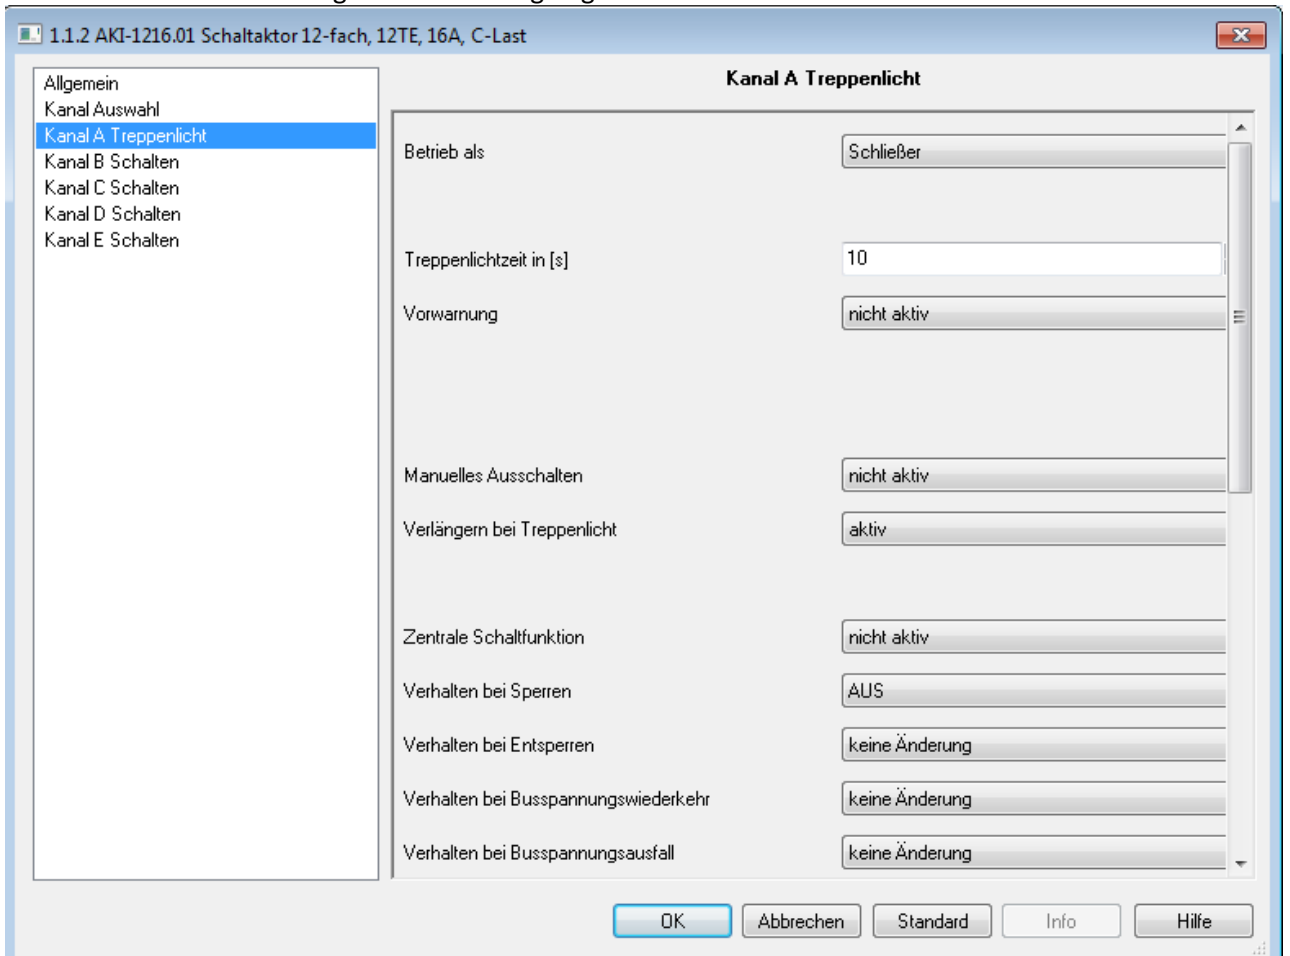 1.1.2 AKI-1216.01 Schaltaktor 12-fach, 12TE, 16A, C-Last
Allgemein
Kanal Auswahl
Kanal A Treppenlicht
Kanal B Schalten
Kanal C Schalten
Kanal D Schalten
Kanal E Schalten
Kanal A Treppenlicht
Betrieb als Schließer
Treppenlichtzeit in [s] 10
Vorwarnung nicht aktiv
Manuelles Ausschalten nicht aktiv
Verlängern bei Treppenlicht aktiv
Zentrale Schaltfunktion nicht aktiv
Verhalten bei Sperren AUS
Verhalten bei Entsperren keine Änderung
Verhalten bei Busspannungswiederkehr keine Änderung
Verhalten bei Busspannungsausfall keine Änderung
OK Abbrechen Standard Info Hilfe